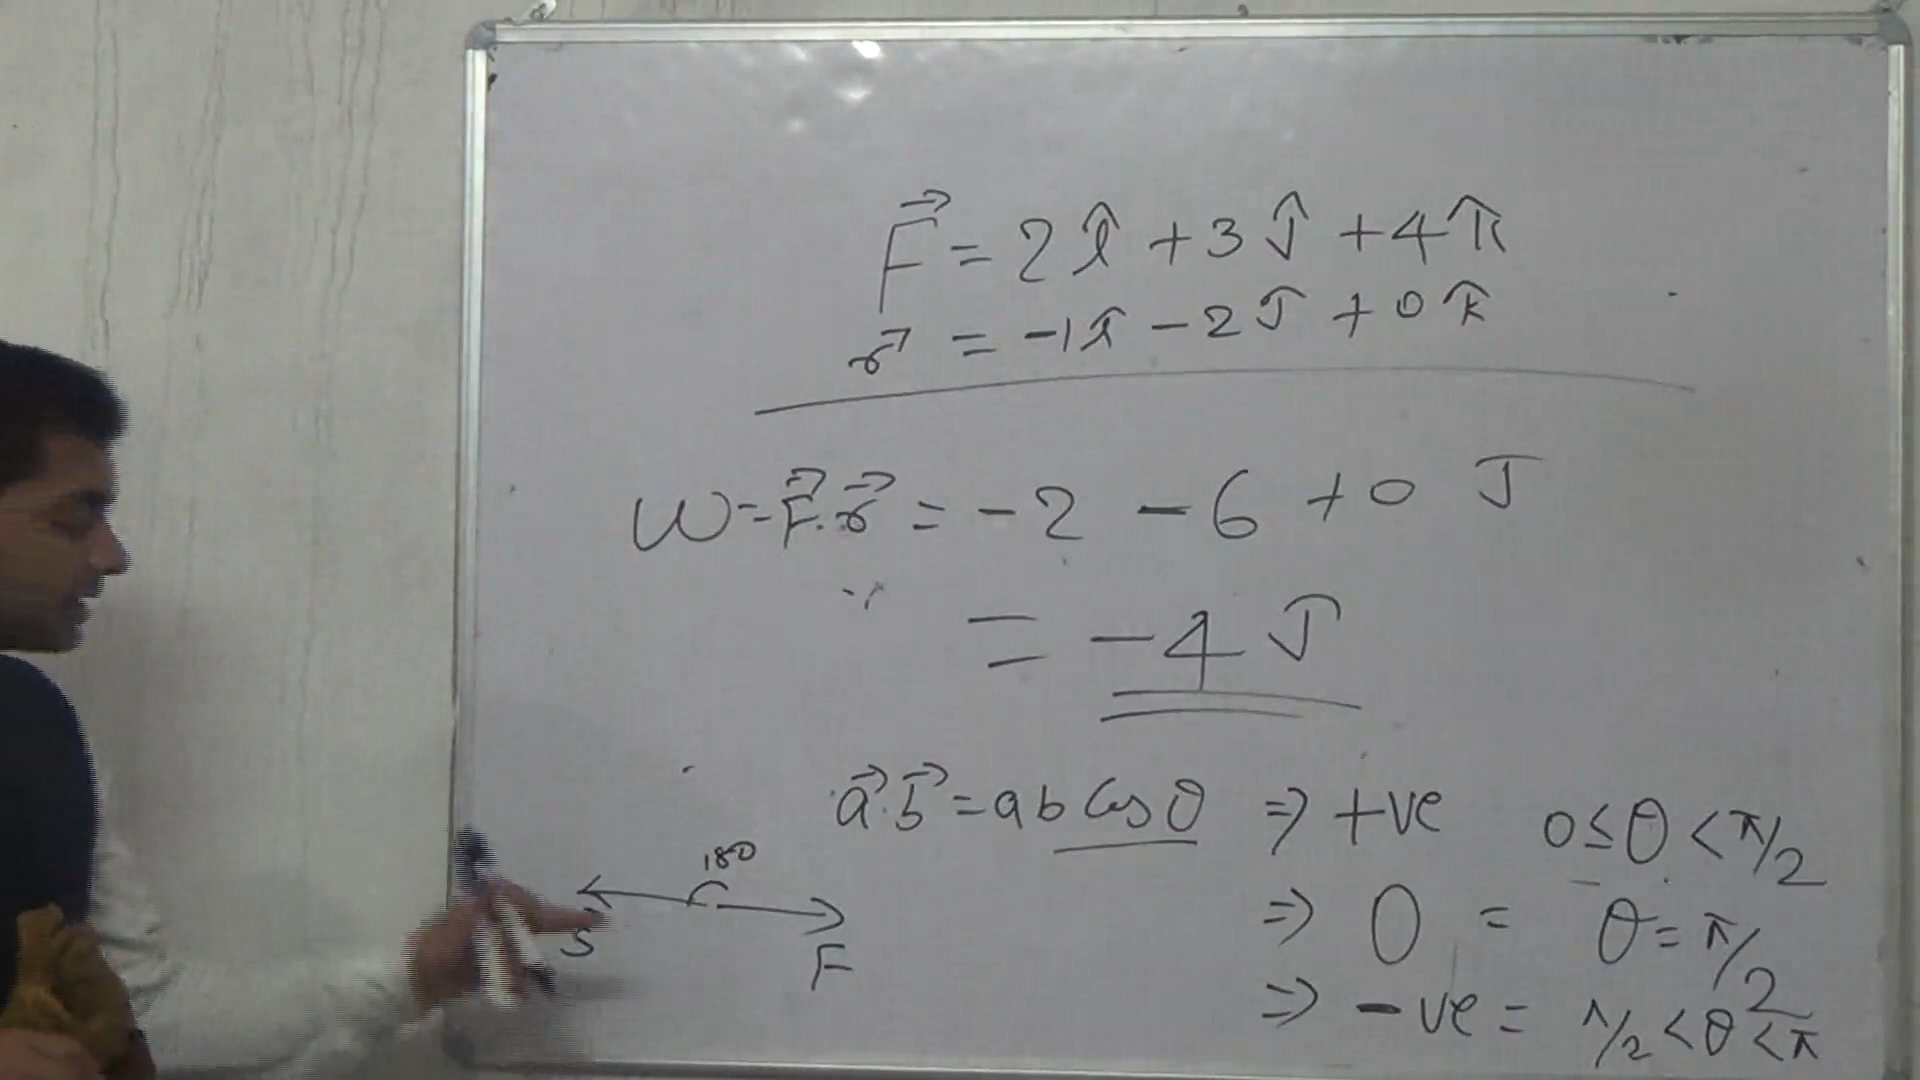 F⃗ = 2î + 3ĵ + 4k̂
r⃗ = -1î - 2ĵ + 0k̂
W = F⃗.r⃗ = -2 - 6 + 0 J
= -4 J
a⃗.b⃗ = ab Cosθ ⇒ +ve 0 ≤ θ < π/2
⇒ 0 = θ = π/2
⇒ -ve = π/2 < θ < π
180
S
F